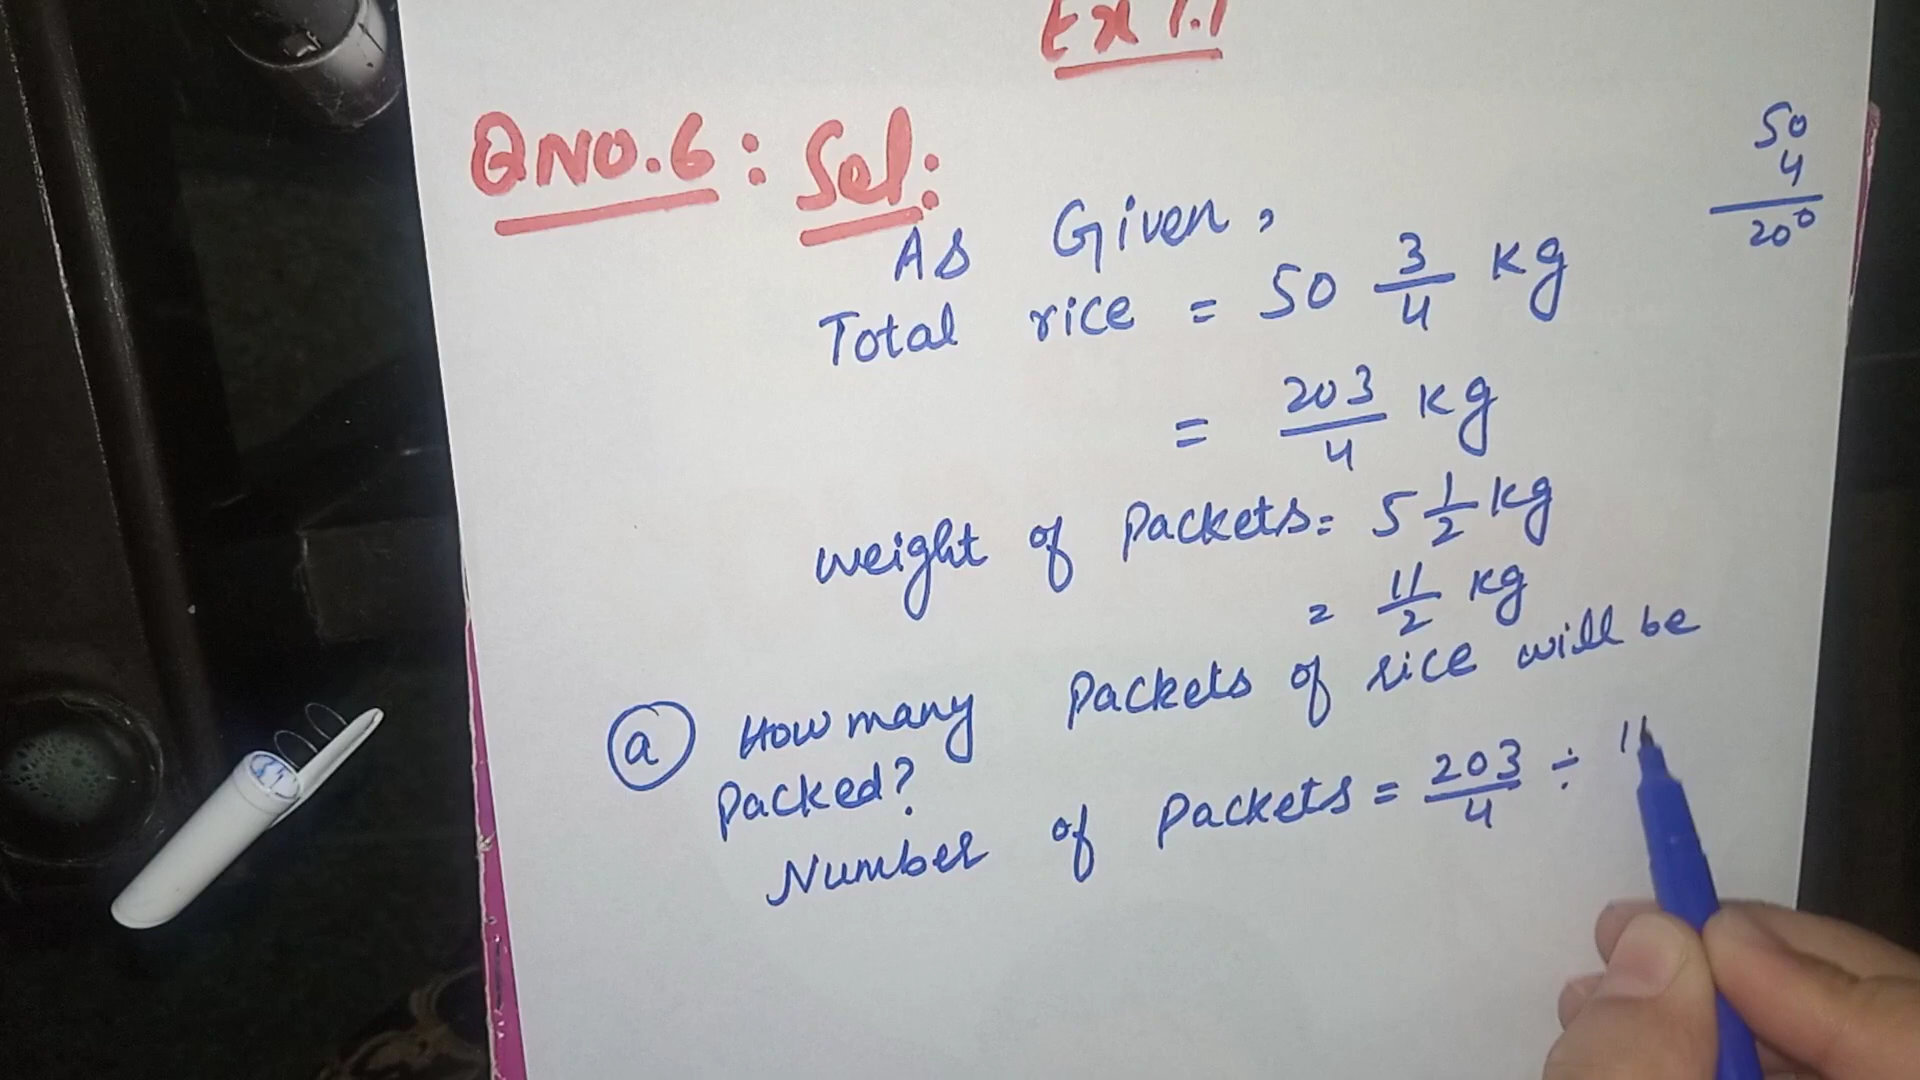 Ex 1.1
QNO.6: Sol:
50
4
200
As Given,
Total rice = 50 3/4 kg
= 203/4 kg
weight of Packets = 5 1/2 kg
= 11/2 kg
(a) How many Packets of rice will be
Packed?
Number of Packets = 203/4 ÷ 11